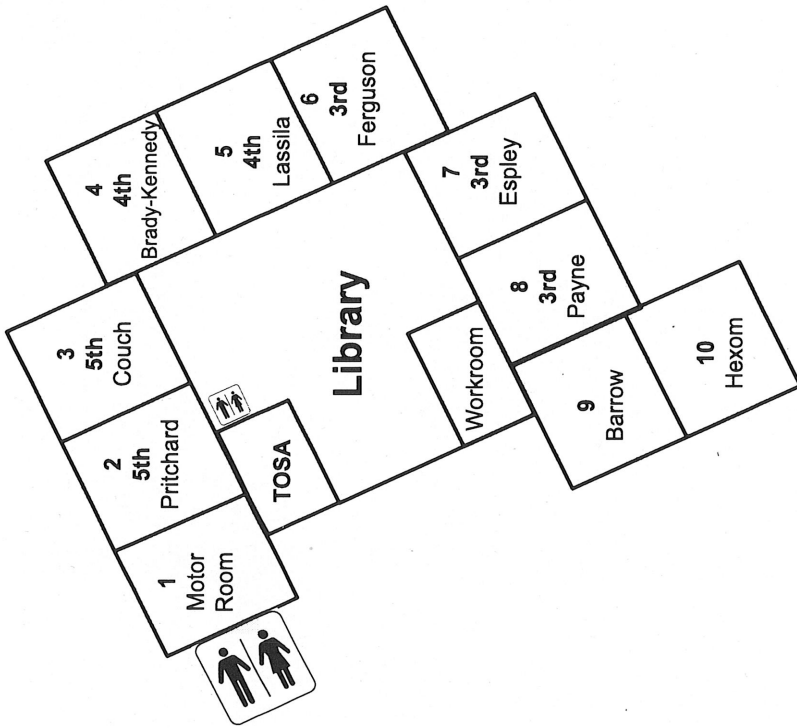 1
Motor
Room
2
5th
Pritchard
3
5th
Couch
4
4th
Brady-Kennedy
5
4th
Lassila
6
3rd
Ferguson
TOSA
Library
Workroom
7
3rd
Espley
8
3rd
Payne
9
Barrow
10
Hexom